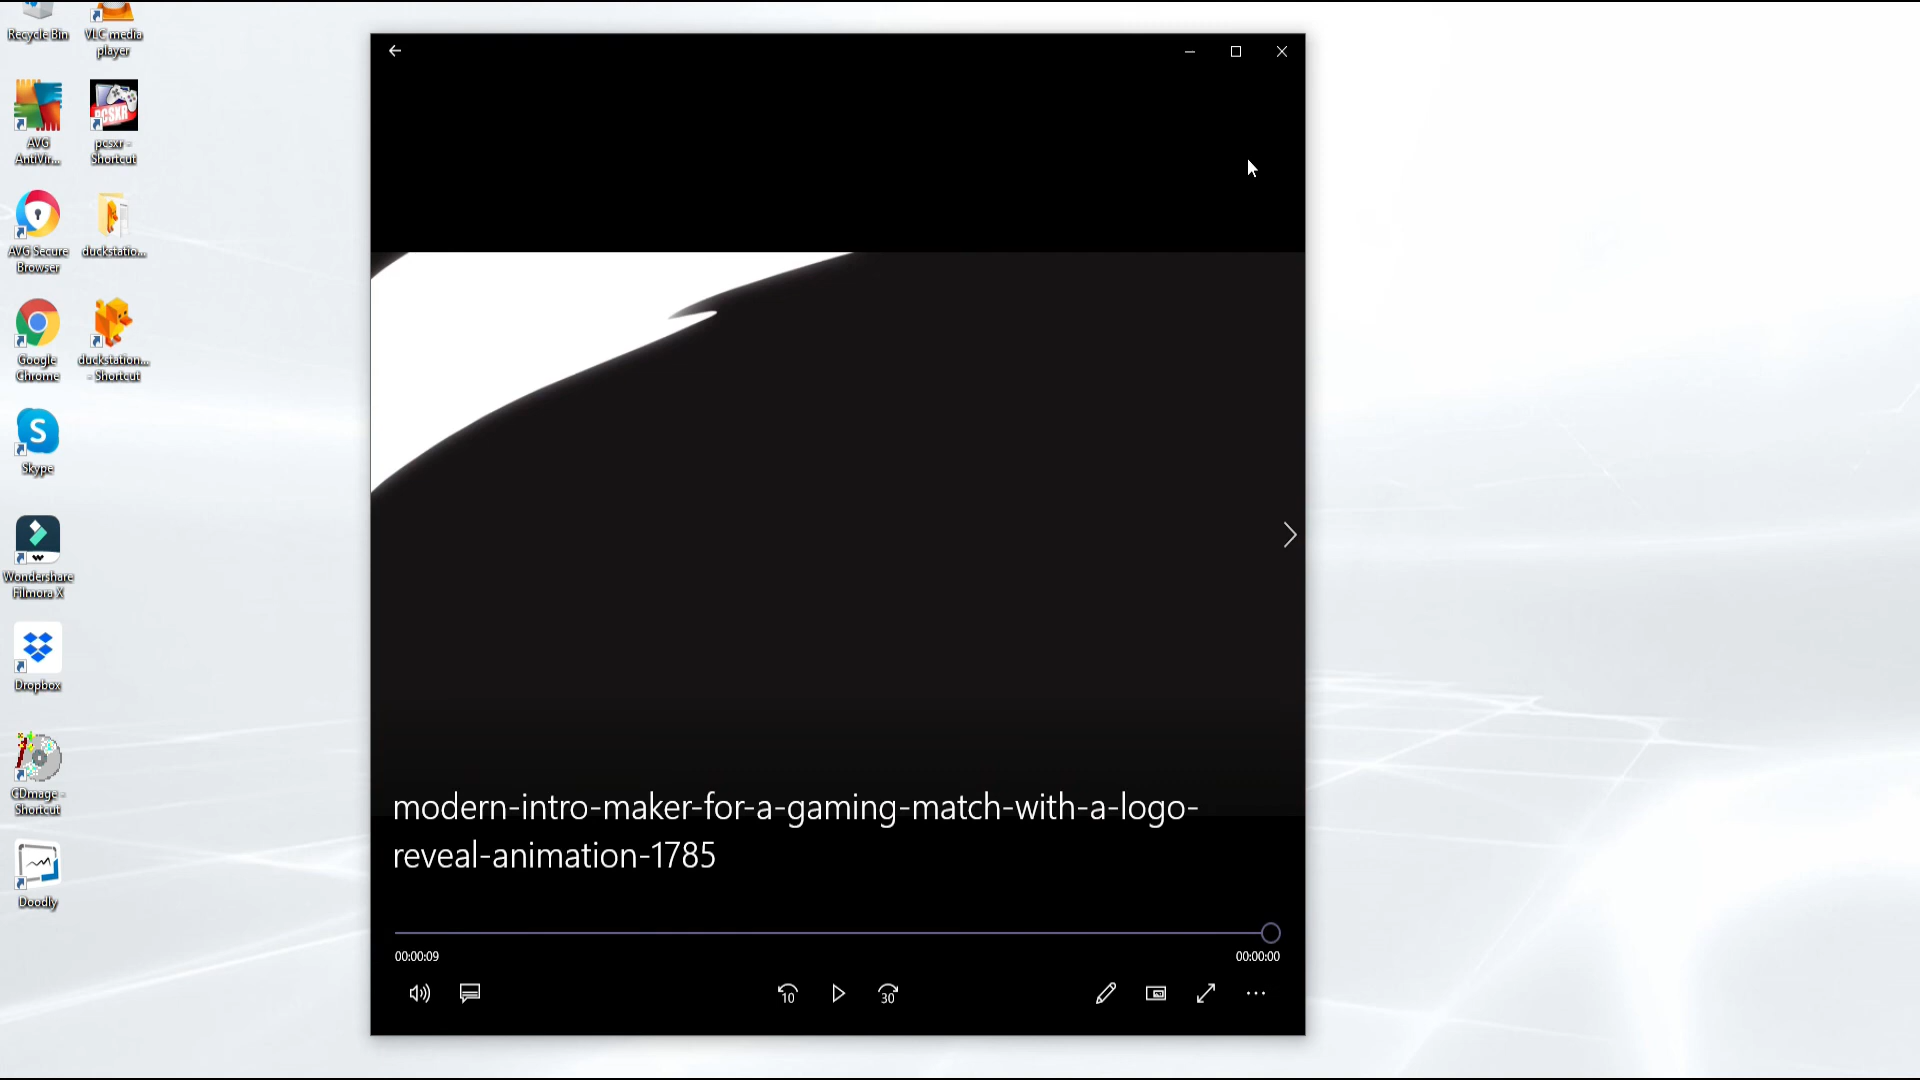 Recycle Bin
VLC media
player
AVG
AntiVir...
PCSXR
pcsxr -
Shortcut
AVG Secure
Browser
duckstatio...
Google
Chrome
duckstation...
- Shortcut
S
Skype
Wondershare
Filmora X
Dropbox
CDmage -
Shortcut
Doodly
modern-intro-maker-for-a-gaming-match-with-a-logo-
reveal-animation-1785
00:00:09
00:00:00
10
30